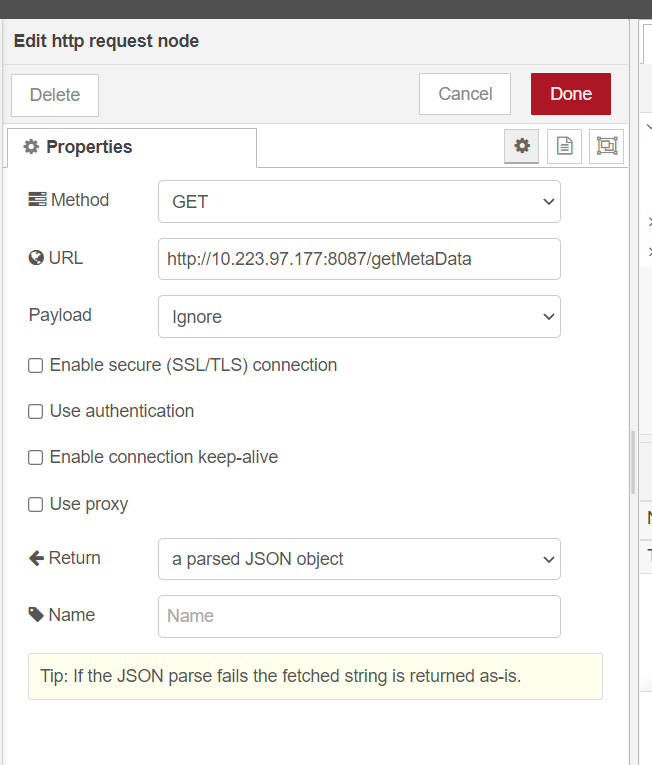 Edit http request node
Delete
Cancel
Done
Properties
Method
GET
URL
http://10.223.97.177:8087/getMetaData
Payload
Ignore
Enable secure (SSL/TLS) connection
Use authentication
Enable connection keep-alive
Use proxy
Return
a parsed JSON object
Name
Name
Tip: If the JSON parse fails the fetched string is returned as-is.